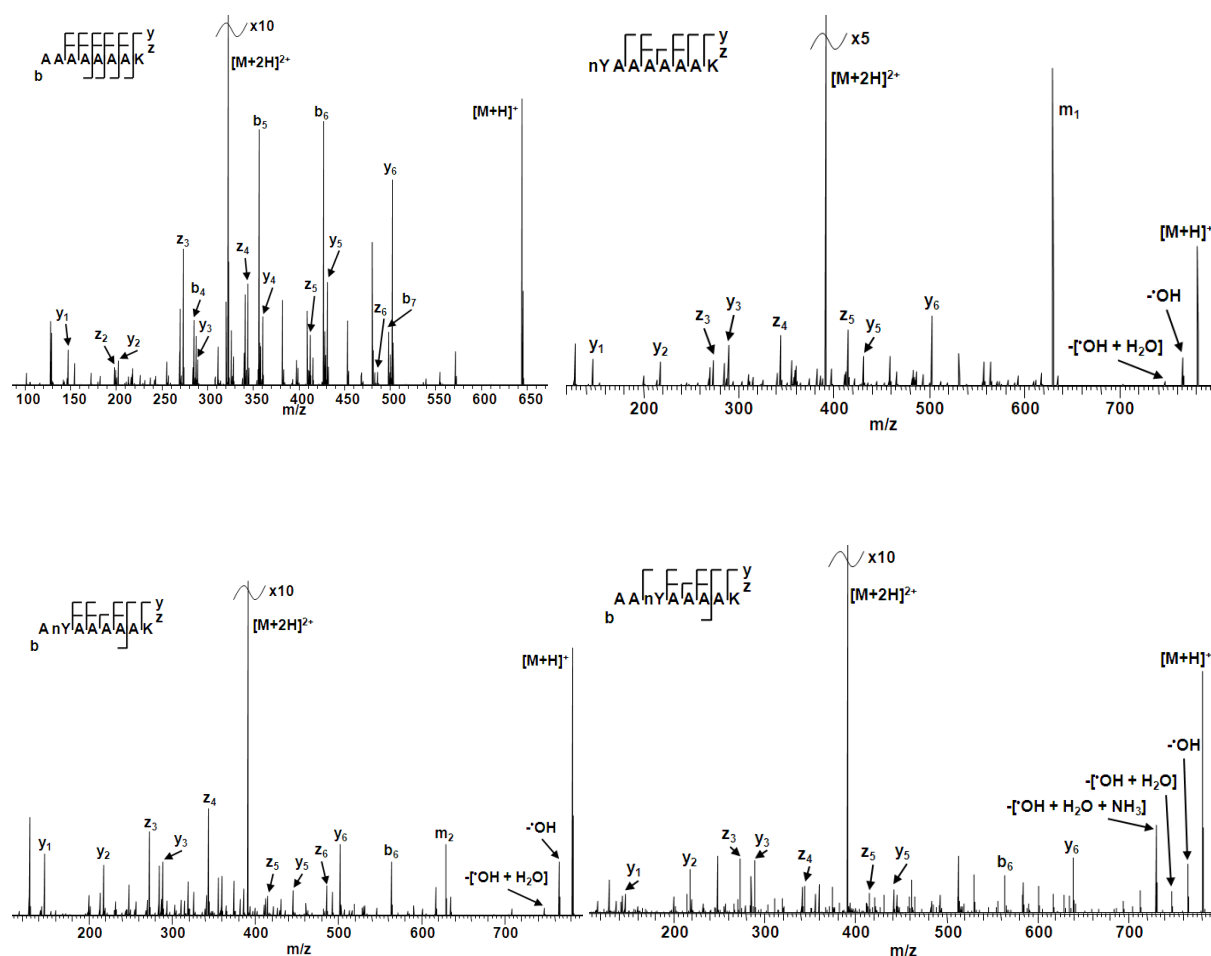 x10
y
z
A A A A A A A K
b
[M+2H]²⁺
[M+H]⁺
b₅
b₆
y₆
z₃
z₄
y₅
b₄
y₄
z₅
y₁
z₂
y₂
y₃
z₆
b₇
100 150 200 250 300 350 400 450 500 550 600 650
m/z
x5
y
z
nY A A A A A A K
[M+2H]²⁺
m₁
[M+H]⁺
-•OH
-[•OH + H₂O]
y₁
y₂
z₃
y₃
z₄
z₅
y₅
y₆
200 300 400 500 600 700
m/z
x10
y
z
A nY A A A A A K
b
[M+2H]²⁺
[M+H]⁺
z₄
z₃
y₃
y₁
y₂
z₅
y₅
z₆
y₆
b₆
m₂
-•OH
-[•OH + H₂O]
200 300 400 500 600 700
m/z
x10
y
z
A A nY A A A A K
b
[M+2H]²⁺
[M+H]⁺
-•OH
-[•OH + H₂O]
-[•OH + H₂O + NH₃]
y₁
y₂
z₃
y₃
z₄
z₅
y₅
b₆
y₆
200 300 400 500 600 700
m/z